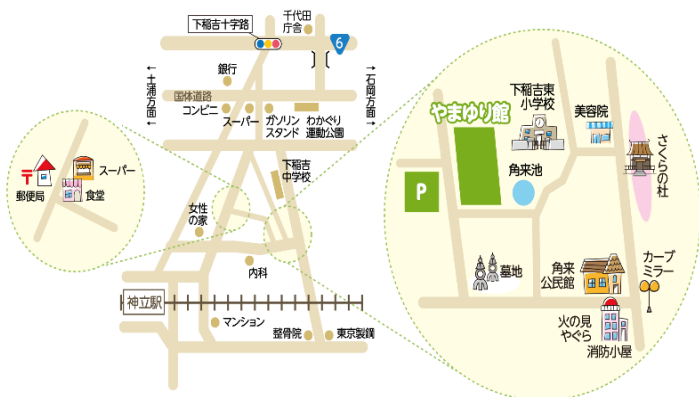 千代田
庁舎
下稲吉十字路
6
銀行
←土浦方面→
石岡方面→
国体道路
コンビニ
スーパー
ガソリン
スタンド
わかぐり
運動公園
下稲吉
中学校
スーパー
郵便局
食堂
女性
の家
内科
神立駅
マンション
整骨院
東京製鋼
やまゆり館
下稲吉東
小学校
美容院
さくらの杜
P
角来池
墓地
角来
公民館
カーブ
ミラー
火の見
やぐら
消防小屋